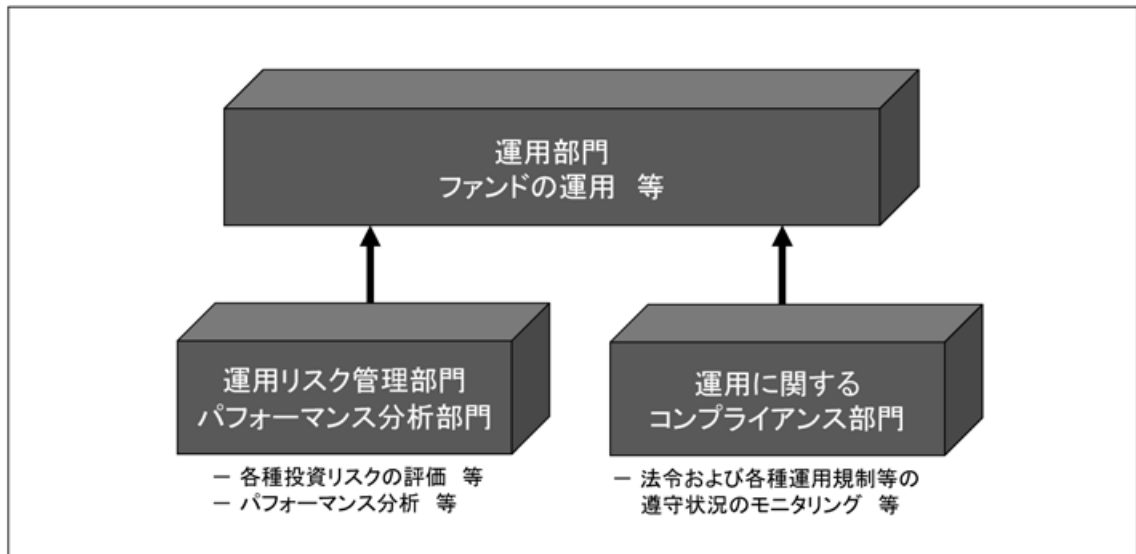 運用部門
ファンドの運用　等
運用リスク管理部門
パフォーマンス分析部門
運用に関する
コンプライアンス部門
－ 各種投資リスクの評価　等
－ パフォーマンス分析　等
－ 法令および各種運用規制等の
遵守状況のモニタリング　等